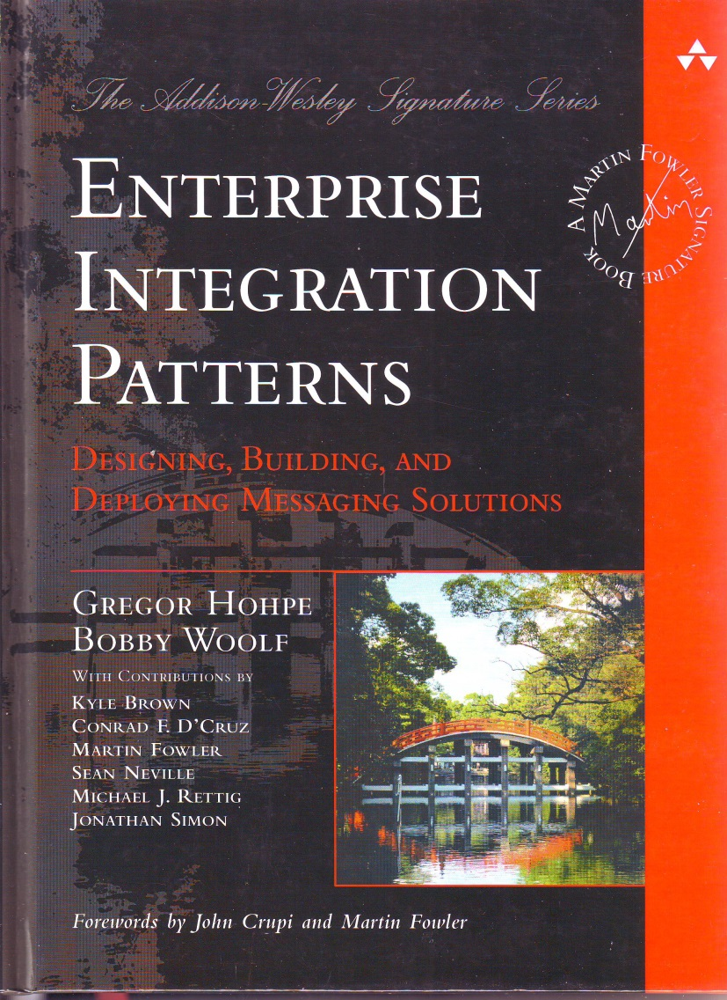 The Addison-Wesley Signature Series
ENTERPRISE
INTEGRATION
PATTERNS
A MARTIN FOWLER SIGNATURE BOOK
Martin
DESIGNING, BUILDING, AND
DEPLOYING MESSAGING SOLUTIONS
GREGOR HOHPE
BOBBY WOOLF
WITH CONTRIBUTIONS BY
KYLE BROWN
CONRAD F. D'CRUZ
MARTIN FOWLER
SEAN NEVILLE
MICHAEL J. RETTIG
JONATHAN SIMON
Forewords by John Crupi and Martin Fowler